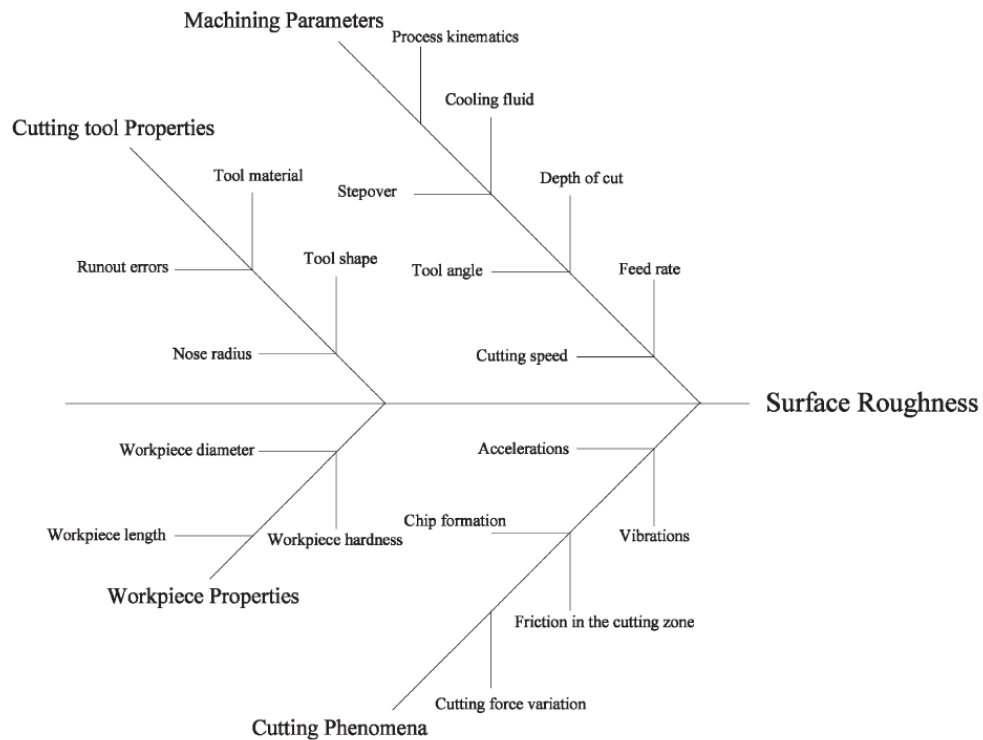 Machining Parameters
Process kinematics
Cooling fluid
Cutting tool Properties
Tool material
Stepover
Depth of cut
Runout errors
Tool shape
Tool angle
Feed rate
Nose radius
Cutting speed
Surface Roughness
Workpiece diameter
Accelerations
Chip formation
Workpiece length
Workpiece hardness
Vibrations
Workpiece Properties
Friction in the cutting zone
Cutting force variation
Cutting Phenomena